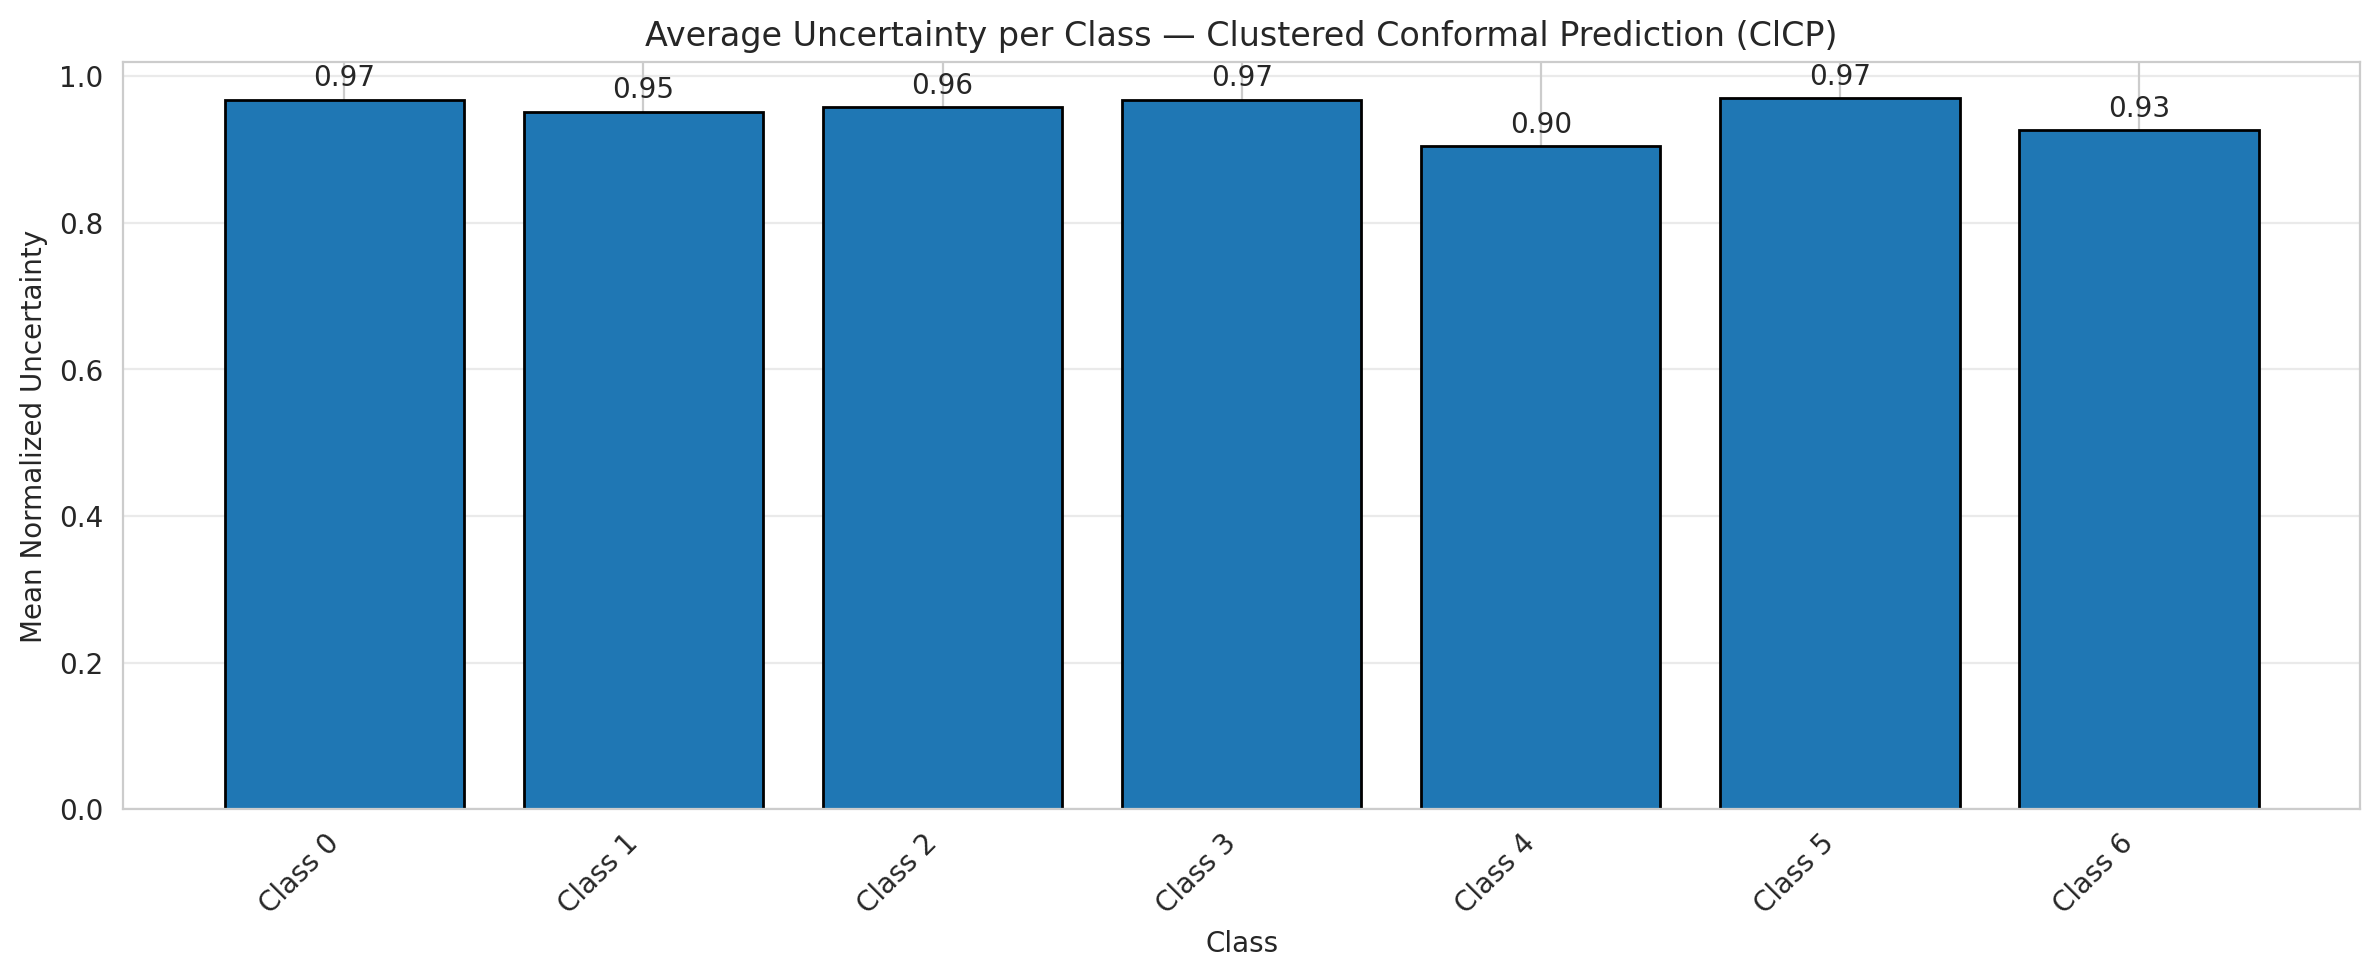 Average Uncertainty per Class — Clustered Conformal Prediction (ClCP)
Mean Normalized Uncertainty
1.0
0.8
0.6
0.4
0.2
0.0
0.97
0.95
0.96
0.97
0.90
0.97
0.93
Class 0
Class 1
Class 2
Class 3
Class 4
Class 5
Class 6
Class